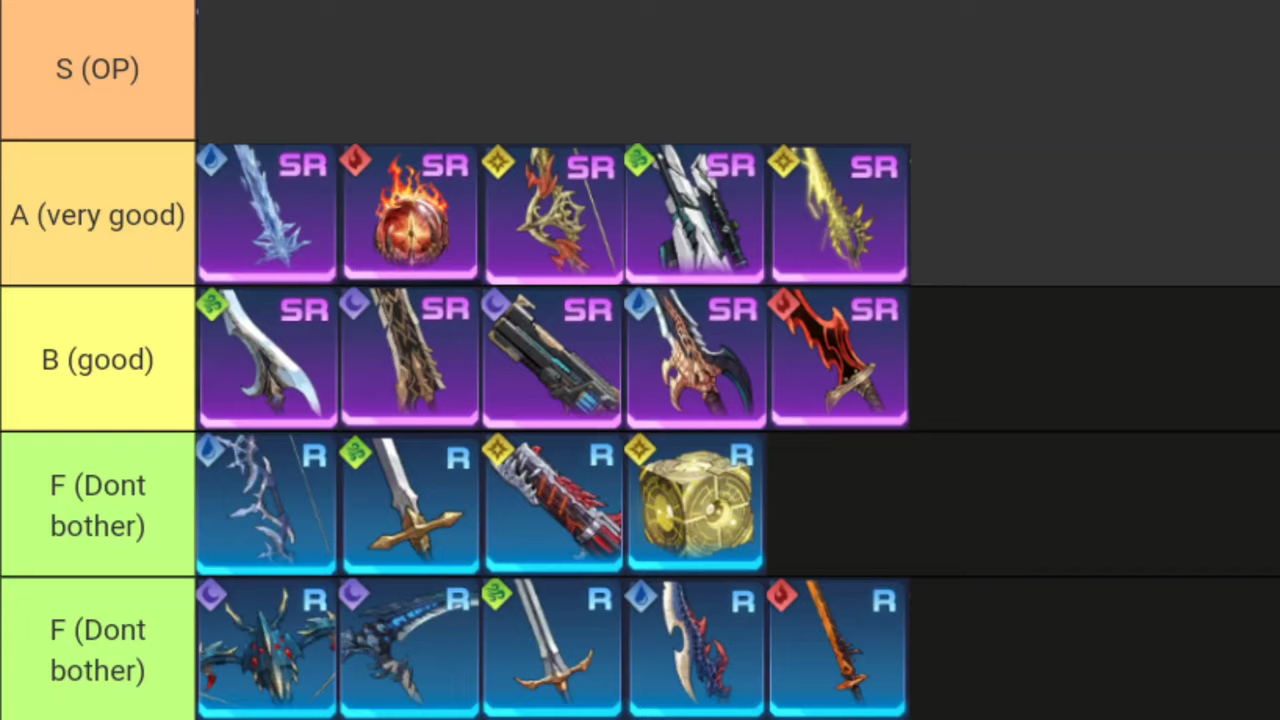 S (OP)
SR SR SR SR SR
A (very good)
SR SR SR SR SR
B (good)
R R R R
F (Dont
bother)
R R R R R
F (Dont
bother)